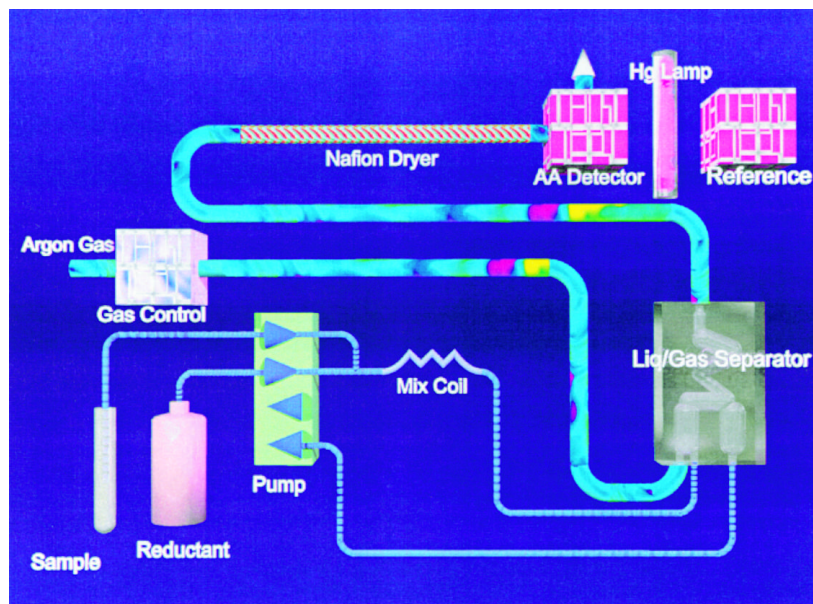 Hg Lamp
Nafion Dryer
AA Detector
Reference
Argon Gas
Gas Control
Liq/Gas Separator
Mix Coil
Pump
Sample
Reductant